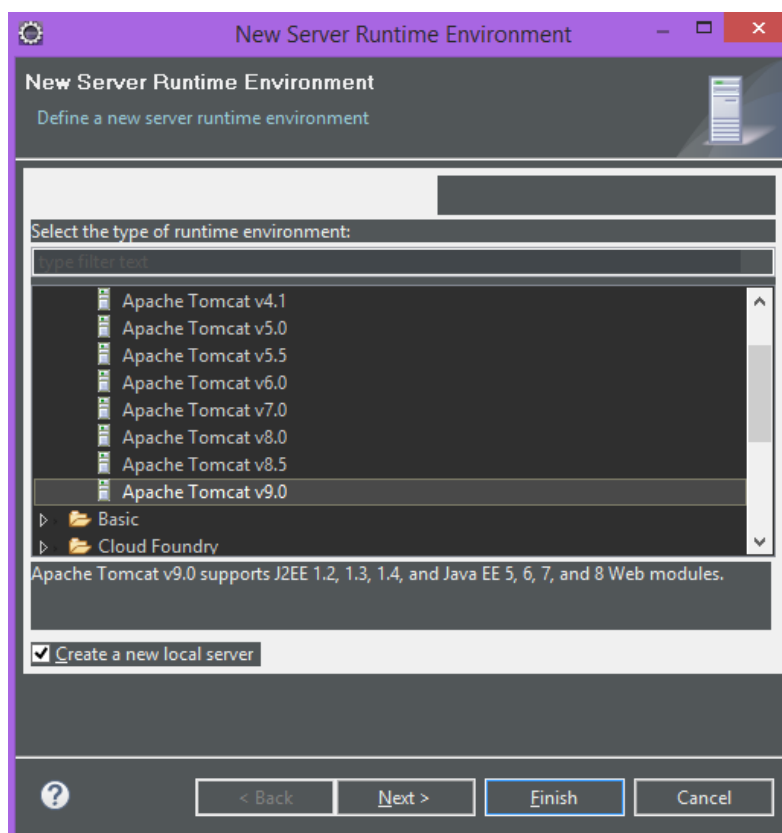 New Server Runtime Environment
New Server Runtime Environment
Define a new server runtime environment
Select the type of runtime environment:
type filter text
Apache Tomcat v4.1
Apache Tomcat v5.0
Apache Tomcat v5.5
Apache Tomcat v6.0
Apache Tomcat v7.0
Apache Tomcat v8.0
Apache Tomcat v8.5
Apache Tomcat v9.0
Basic
Cloud Foundry
Apache Tomcat v9.0 supports J2EE 1.2, 1.3, 1.4, and Java EE 5, 6, 7, and 8 Web modules.
Create a new local server
? < Back Next > Finish Cancel